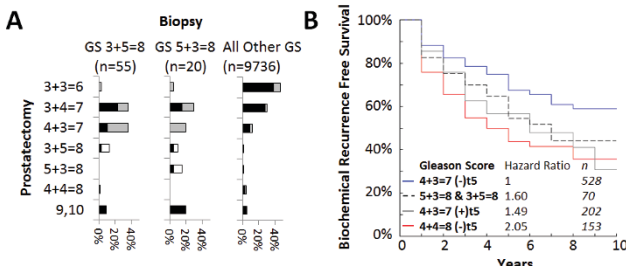 A
Biopsy
GS 3+5=8 GS 5+3=8 All Other GS
(n=55) (n=20) (n=9736)
Prostatectomy
3+3=6
3+4=7
4+3=7
3+5=8
5+3=8
4+4=8
9,10
0% 20% 40% 0% 20% 40% 0% 20% 40%
B
Biochemical Recurrence Free Survival
100%
80%
60%
40%
20%
0%
Gleason Score Hazard Ratio n
4+3=7 (-)t5 1 528
5+3=8 & 3+5=8 1.60 70
4+3=7 (+)t5 1.49 202
4+4=8 (-)t5 2.05 153
0 2 4 6 8 10
Years